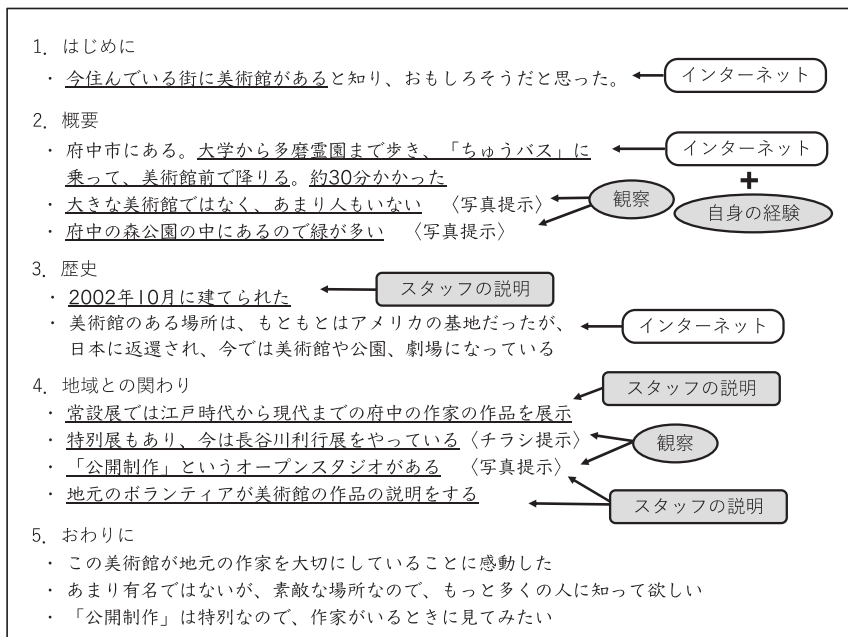 1．はじめに
・今住んでいる街に美術館があると知り、おもしろそうだと思った。 インターネット
2．概要
・府中市にある。大学から多磨霊園まで歩き、「ちゅうバス」に インターネット
乗って、美術館前で降りる。約30分かかった ＋
・大きな美術館ではなく、あまり人もいない 〈写真提示〉 観察 自身の経験
・府中の森公園の中にあるので緑が多い 〈写真提示〉
3．歴史
・2002年10月に建てられた スタッフの説明
・美術館のある場所は、もともとはアメリカの基地だったが、 インターネット
日本に返還され、今では美術館や公園、劇場になっている
4．地域との関わり スタッフの説明
・常設展では江戸時代から現代までの府中の作家の作品を展示
・特別展もあり、今は長谷川利行展をやっている〈チラシ提示〉 観察
・「公開制作」というオープンスタジオがある 〈写真提示〉
・地元のボランティアが美術館の作品の説明をする スタッフの説明
5．おわりに
・この美術館が地元の作家を大切にしていることに感動した
・あまり有名ではないが、素敵な場所なので、もっと多くの人に知って欲しい
・「公開制作」は特別なので、作家がいるときに見てみたい